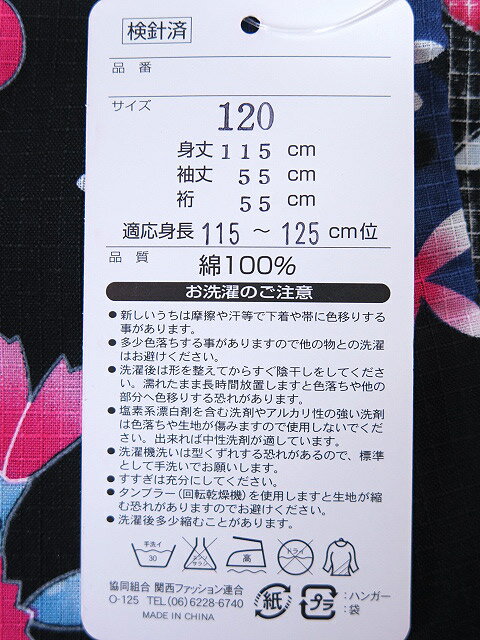 検針済
品番
サイズ
120
身丈 115 cm
袖丈 55 cm
裄 55 cm
適応身長 115 ～ 125 cm位
品質
綿100%
お洗濯のご注意
●新しいうちは摩擦や汗等で下着や帯に色移りする
事があります。
●多少色落ちする事がありますので他の物との洗濯
はお避けください。
●洗濯後は形を整えてからすぐ陰干しをしてくださ
い。濡れたまま長時間放置しますと色落ちや他の
部分へ色移りする恐れがあります。
●塩素系漂白剤を含む洗剤やアルカリ性の強い洗剤
は色落ちや生地が傷みますので使用しないでくだ
さい。出来れば中性洗剤が適しています。
●洗濯機洗いは型くずれする恐れがあるので、標準
として手洗いでお願いします。
●すすぎは充分にしてください。
●タンブラー(回転乾燥機)を使用しますと生地が縮
む恐れがありますのでお避けください。
●洗濯後多少縮むことがあります。
手洗イ
30
エンソ
サラシ
高
ドライ
協同組合 関西ファッション連合
O-125 TEL(06)6228-6740
MADE IN CHINA
紙
プラ
:ハンガー
:袋